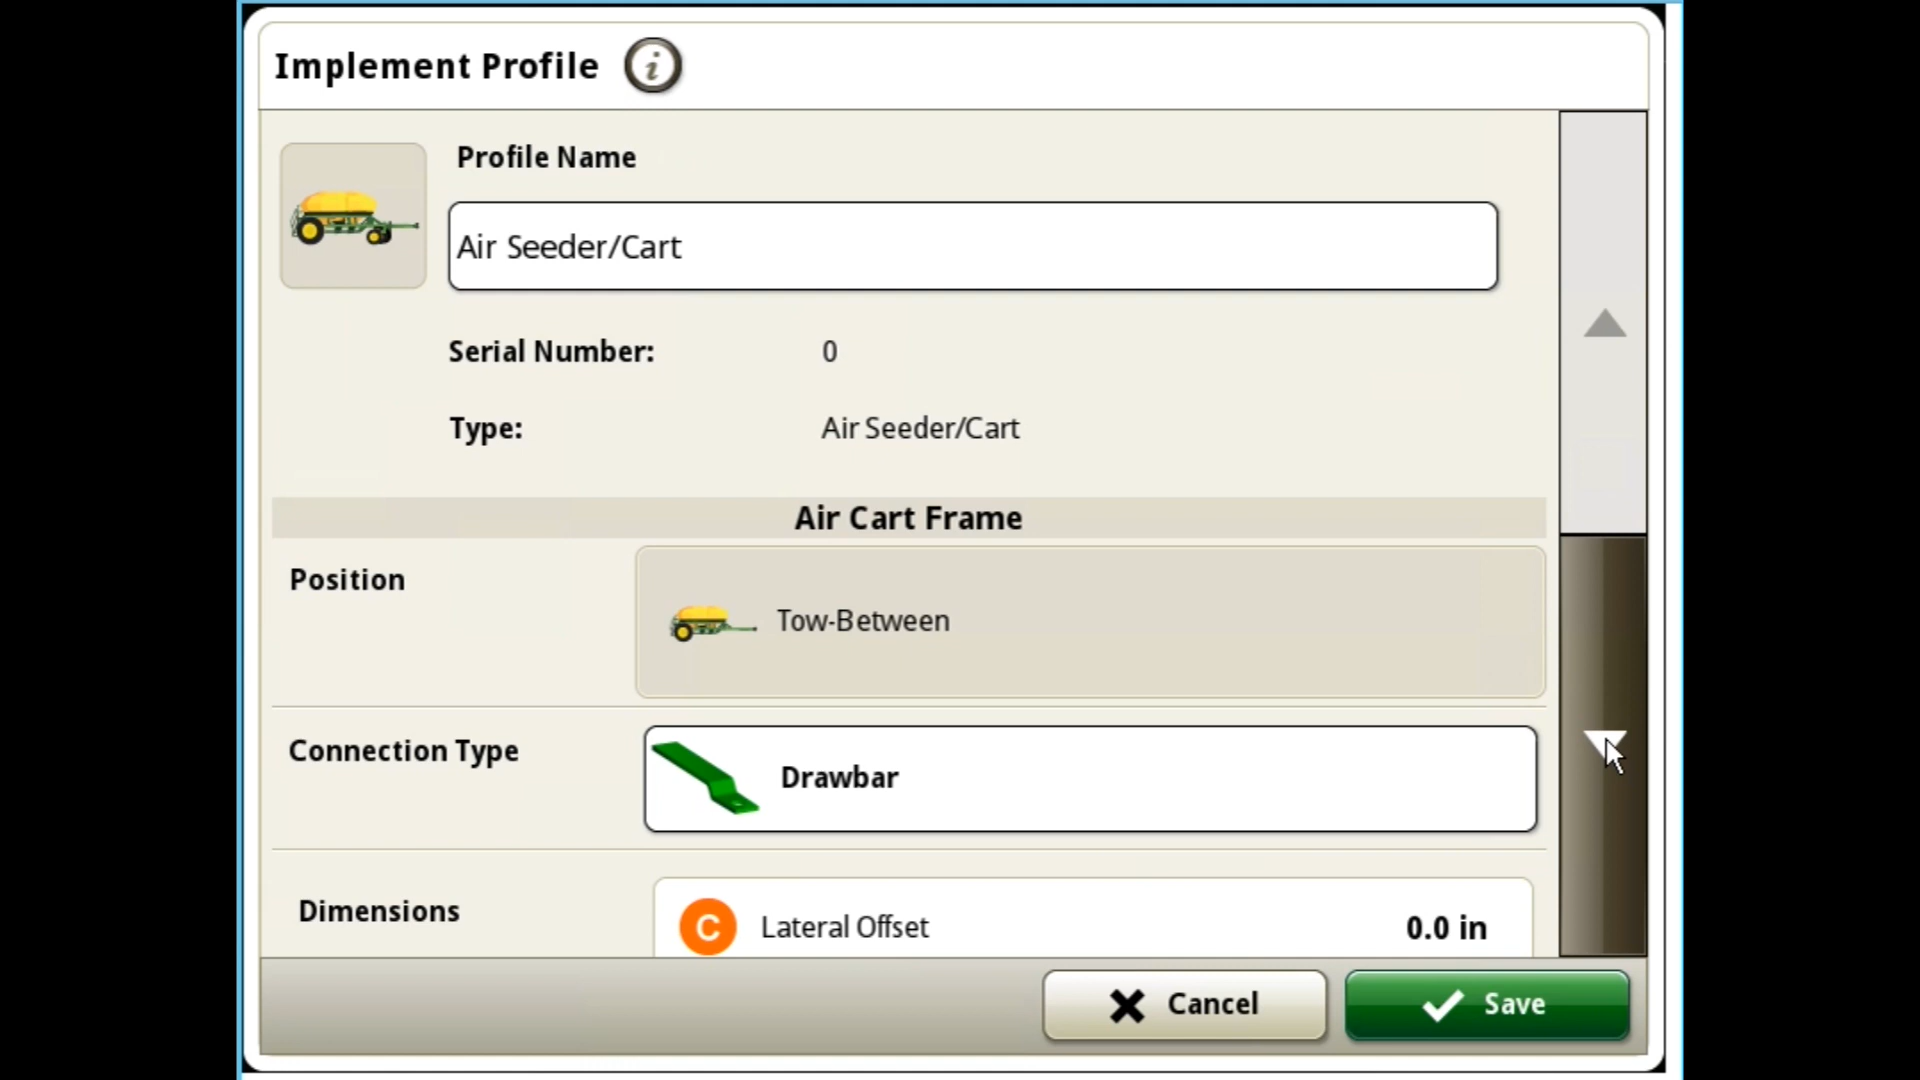 Implement Profile i
Profile Name
Air Seeder/Cart
Serial Number: 0
Type: Air Seeder/Cart
Air Cart Frame
Position
Tow-Between
Connection Type
Drawbar
Dimensions
C Lateral Offset 0.0 in
Cancel Save